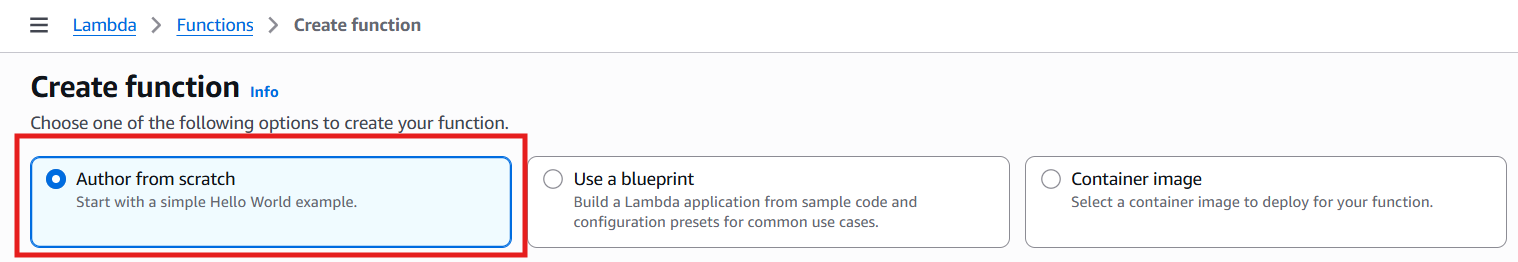 Lambda > Functions > Create function
Create function Info
Choose one of the following options to create your function.
Author from scratch
Start with a simple Hello World example.
Use a blueprint
Build a Lambda application from sample code and
configuration presets for common use cases.
Container image
Select a container image to deploy for your function.